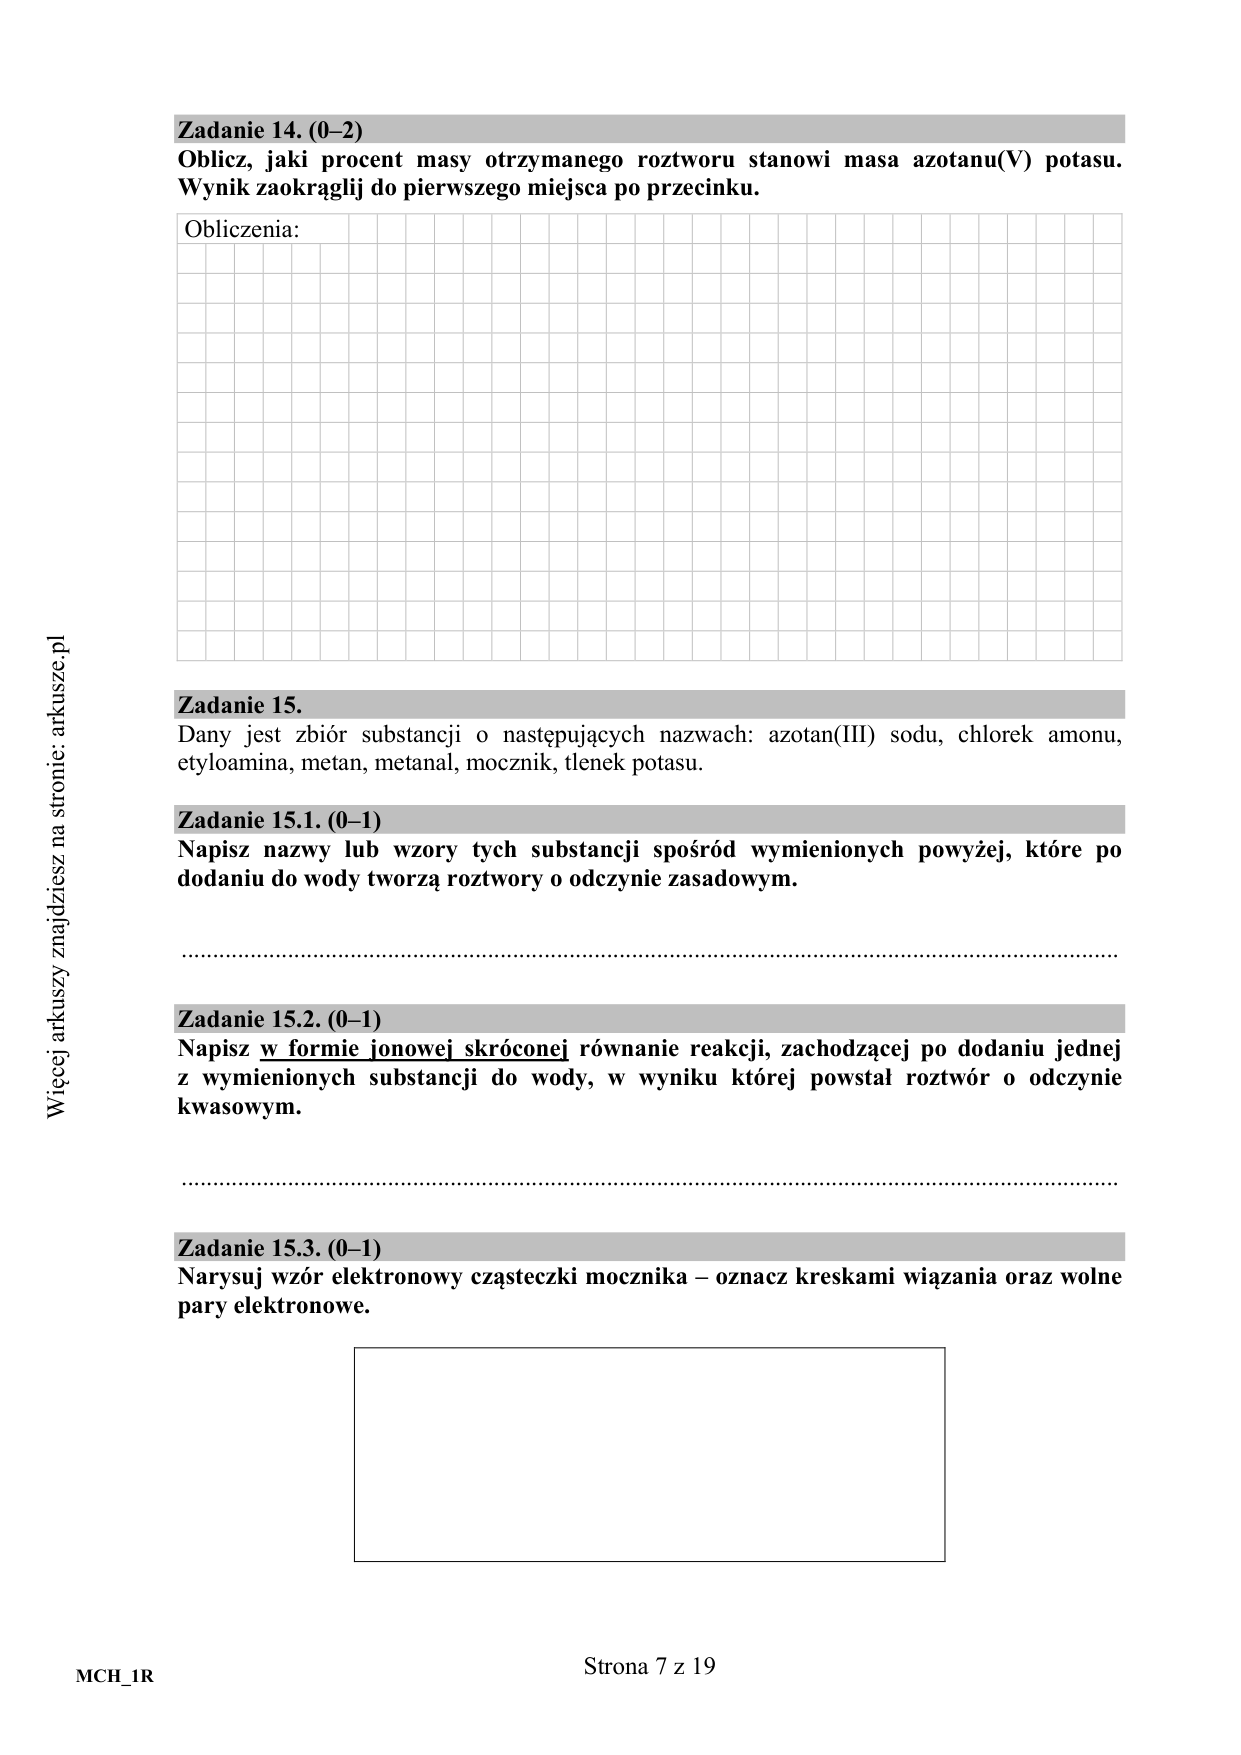 Zadanie 14. (0–2)
Oblicz, jaki procent masy otrzymanego roztworu stanowi masa azotanu(V) potasu.
Wynik zaokrąglij do pierwszego miejsca po przecinku.
Obliczenia:
Zadanie 15.
Dany jest zbiór substancji o następujących nazwach: azotan(III) sodu, chlorek amonu,
etyloamina, metan, metanal, mocznik, tlenek potasu.
Zadanie 15.1. (0–1)
Napisz nazwy lub wzory tych substancji spośród wymienionych powyżej, które po
dodaniu do wody tworzą roztwory o odczynie zasadowym.
......................................................................................................................................................
Zadanie 15.2. (0–1)
Napisz w formie jonowej skróconej równanie reakcji, zachodzącej po dodaniu jednej
z wymienionych substancji do wody, w wyniku której powstał roztwór o odczynie
kwasowym.
......................................................................................................................................................
Zadanie 15.3. (0–1)
Narysuj wzór elektronowy cząsteczki mocznika – oznacz kreskami wiązania oraz wolne
pary elektronowe.
Więcej arkuszy znajdziesz na stronie: arkusze.pl
MCH_1R
Strona 7 z 19